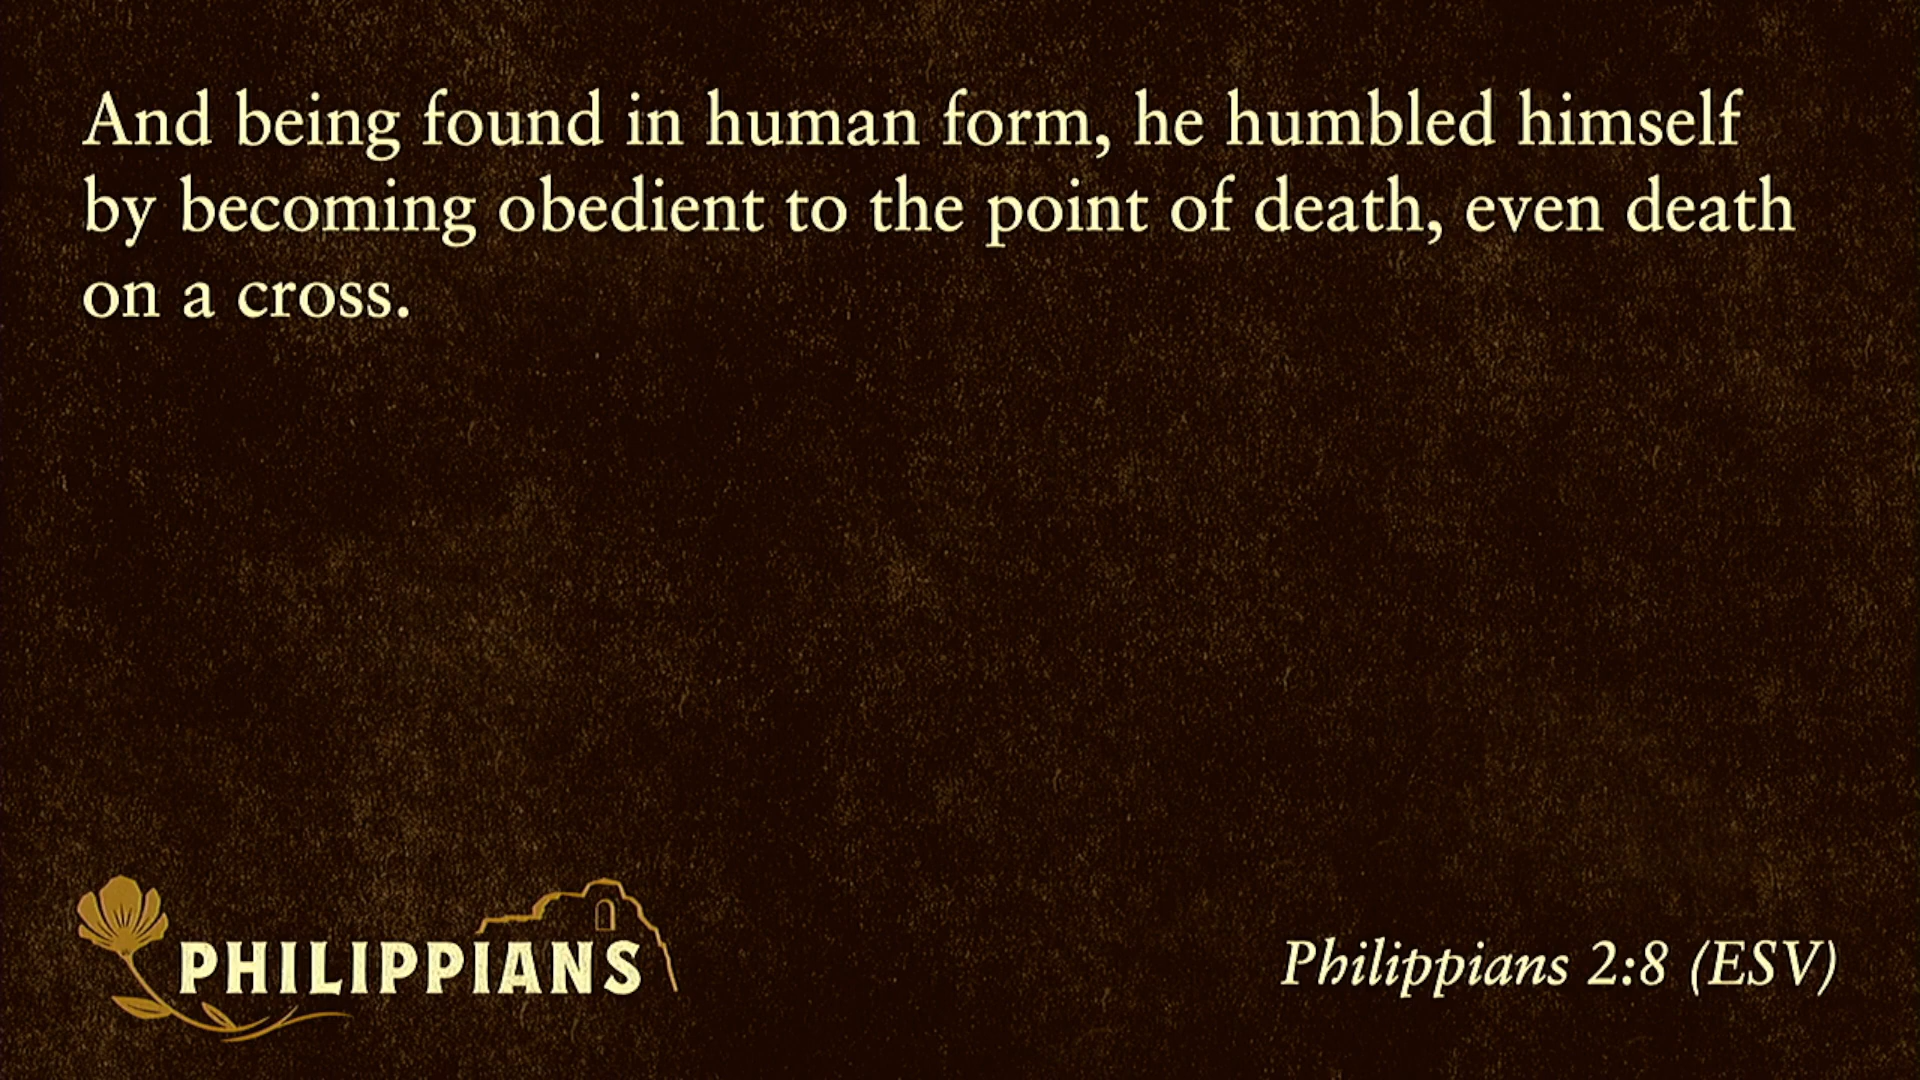 And being found in human form, he humbled himself
by becoming obedient to the point of death, even death
on a cross.
PHILIPPIANS
Philippians 2:8 (ESV)